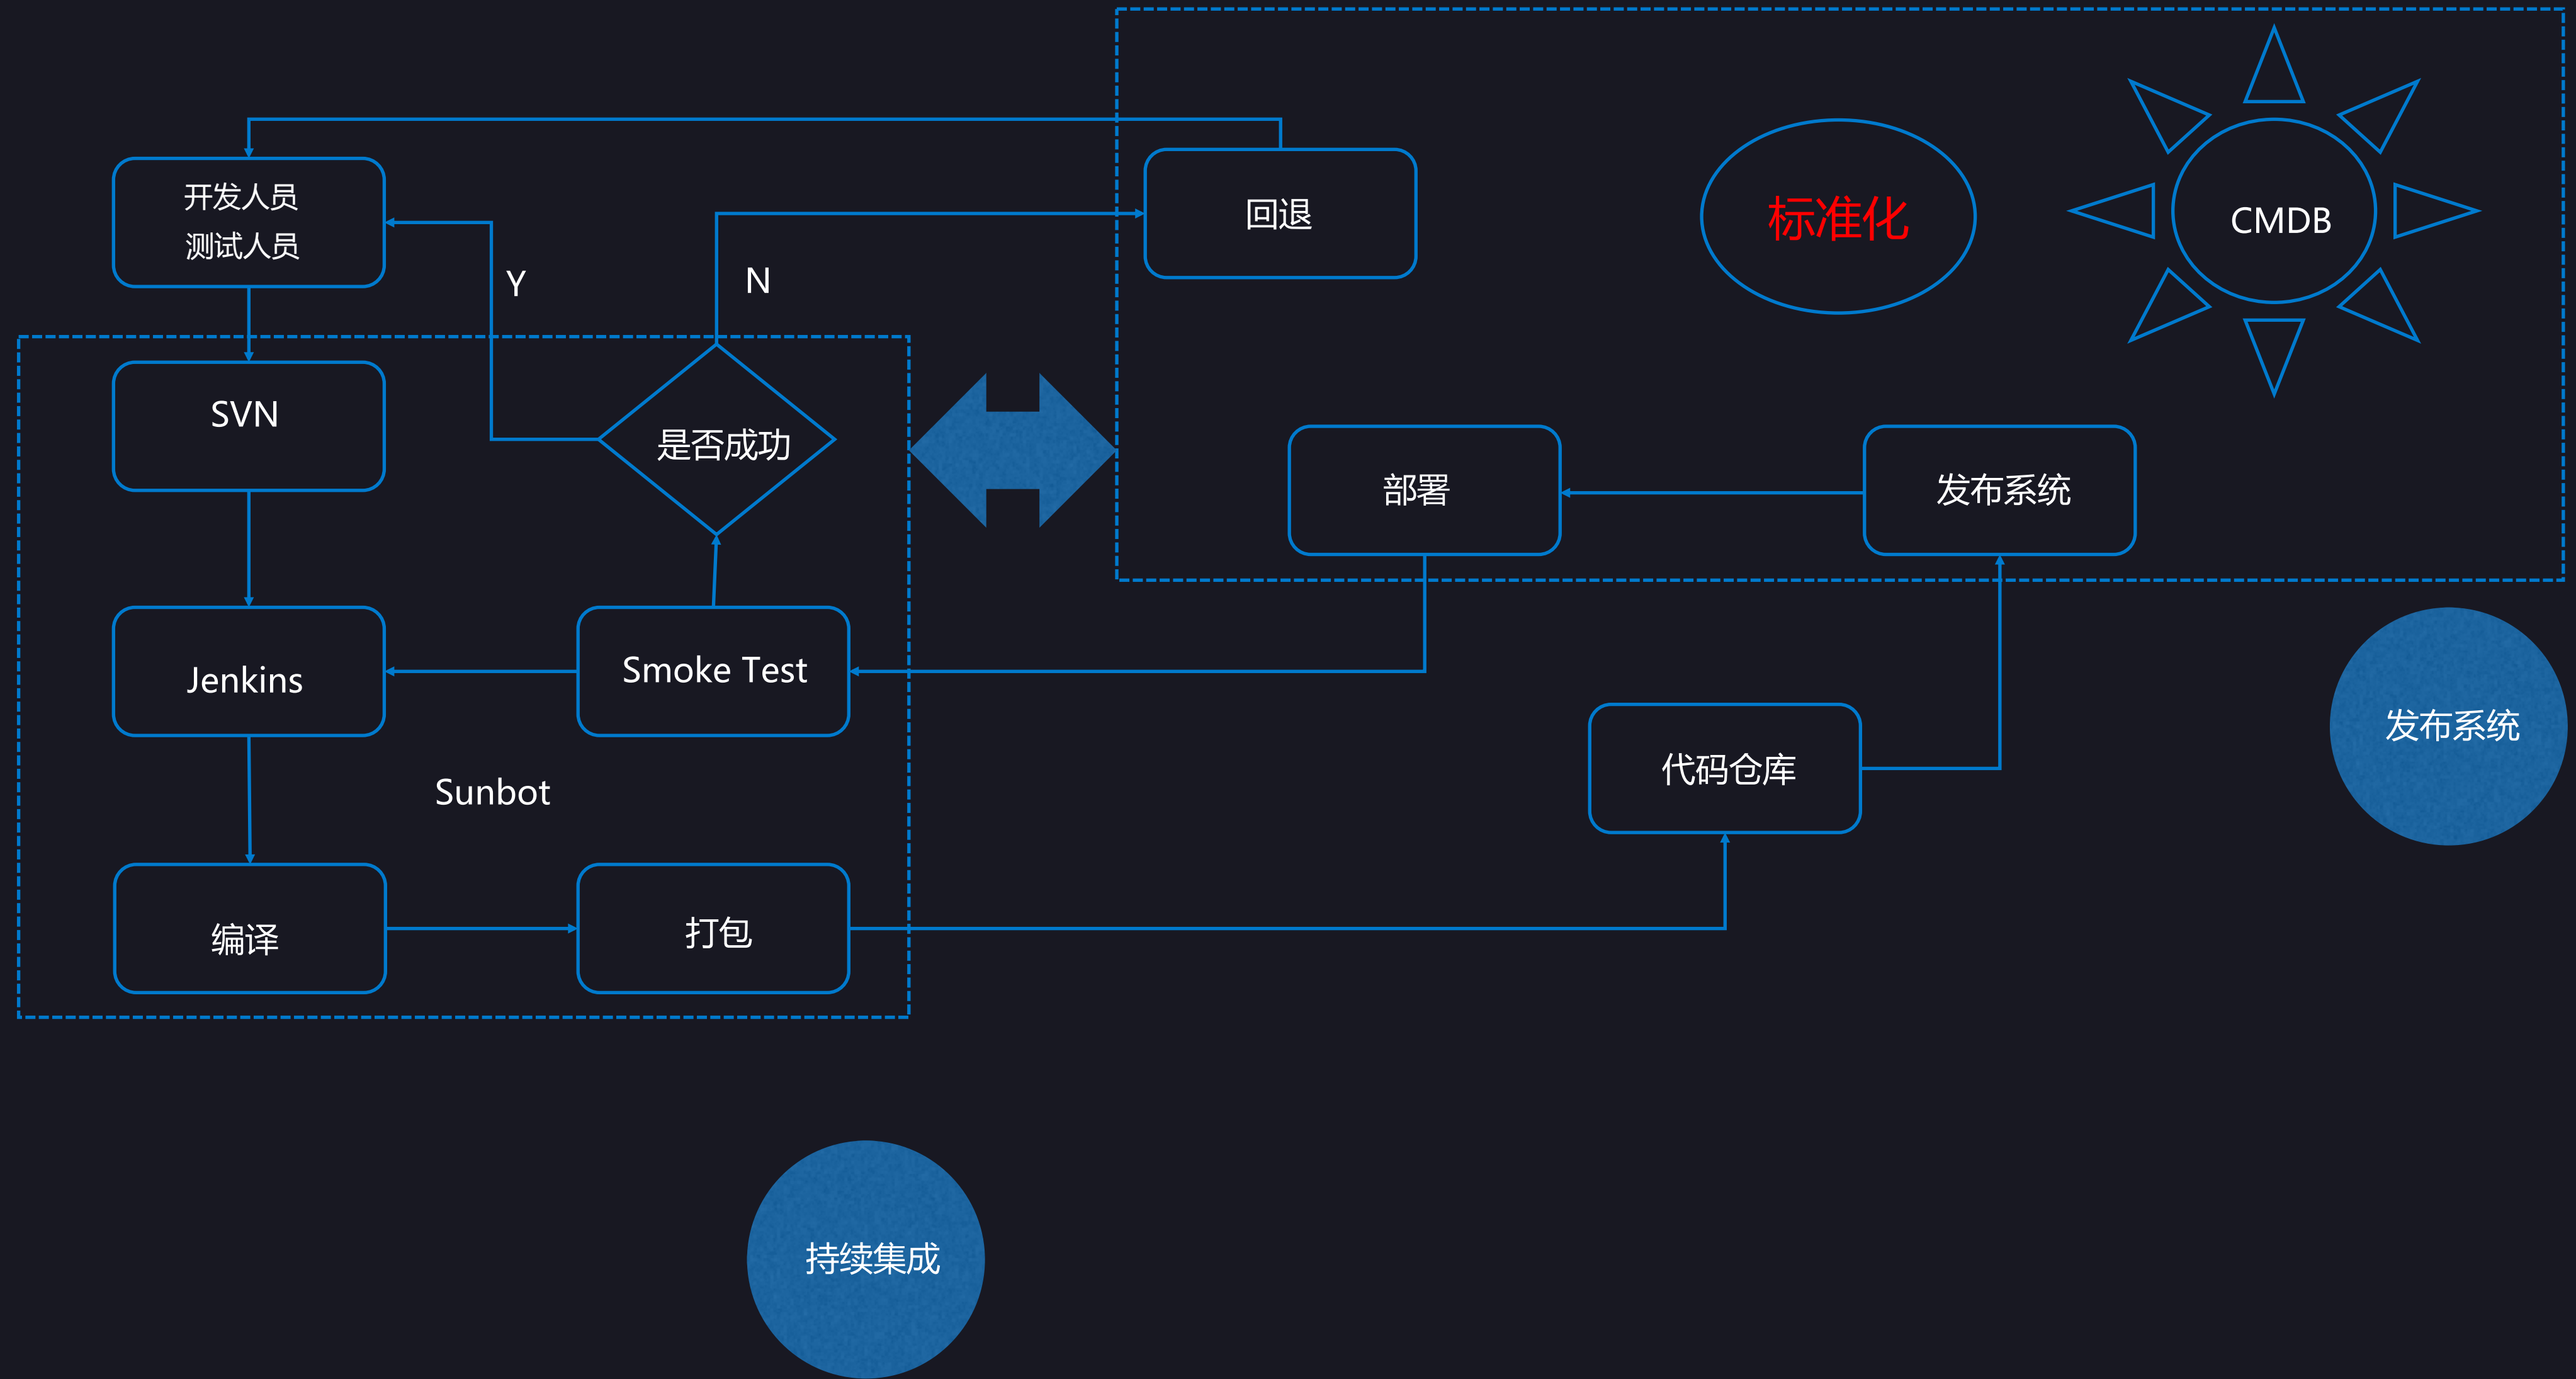 开发人员
测试人员
回退
标准化
CMDB
Y
N
SVN
是否成功
部署
发布系统
Jenkins
Smoke Test
代码仓库
发布系统
Sunbot
编译
打包
持续集成